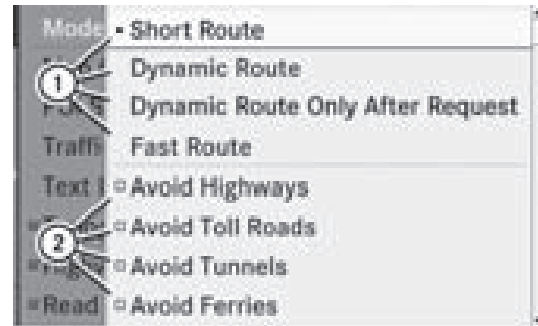 Mode • Short Route
Dynamic Route
1
Dynamic Route Only After Request
Traffi Fast Route
Text Avoid Highways
Avoid Toll Roads
2
Avoid Tunnels
Read Avoid Ferries